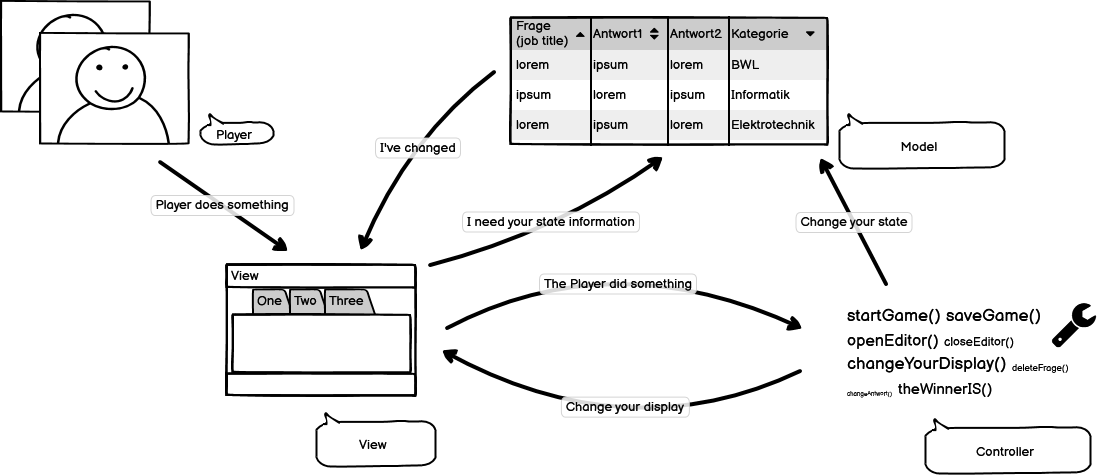 Frage
(job title)
Antwort1
Antwort2
Kategorie
lorem ipsum lorem BWL
ipsum lorem ipsum Informatik
lorem ipsum lorem Elektrotechnik
Player
Model
I've changed
Player does something
I need your state information
Change your state
View
One Two Three
The Player did something
startGame() saveGame()
openEditor() closeEditor()
changeYourDisplay() deleteFrage()
changeAntwort() theWinnerIS()
Change your display
View
Controller